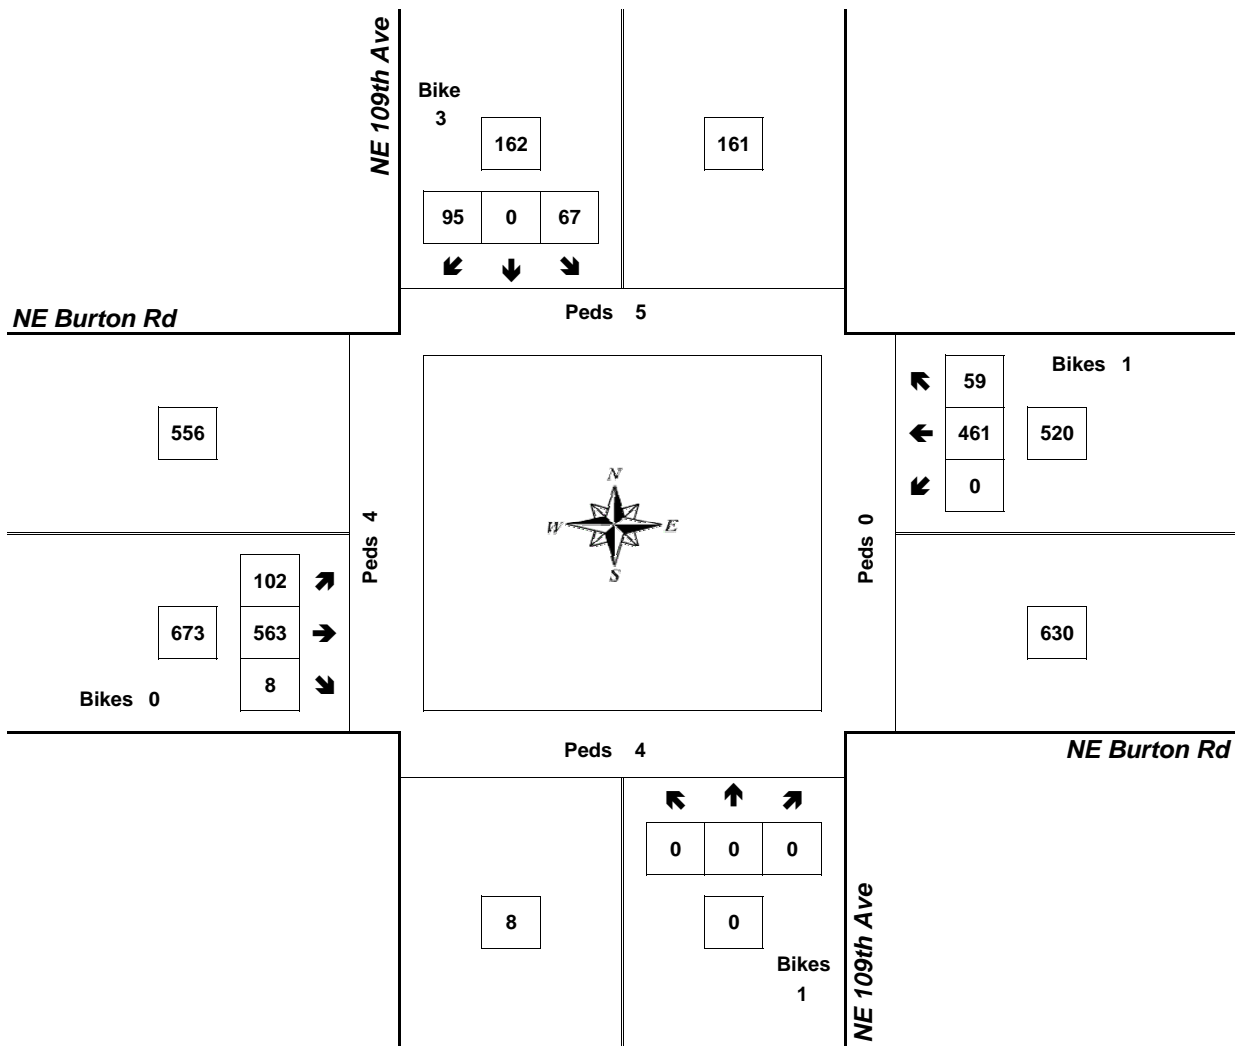 NE 109th Ave
Bike
3
162
161
95 0 67
Peds 5
NE Burton Rd
Bikes 1
59
556
461 520
0
N
W E
S
Peds 4
Peds 0
102
673 563
8
Bikes 0
630
Peds 4
NE Burton Rd
0 0 0
8
0
Bikes
1
NE 109th Ave